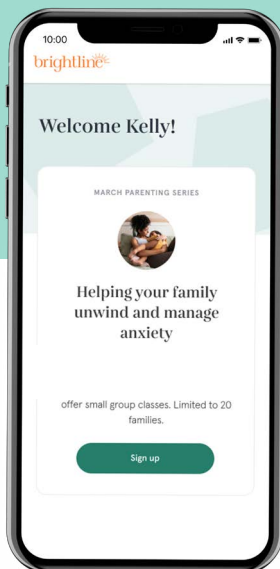 10:00
brightline
Welcome Kelly!
MARCH PARENTING SERIES
Helping your family
unwind and manage
anxiety
offer small group classes. Limited to 20
families.
Sign up